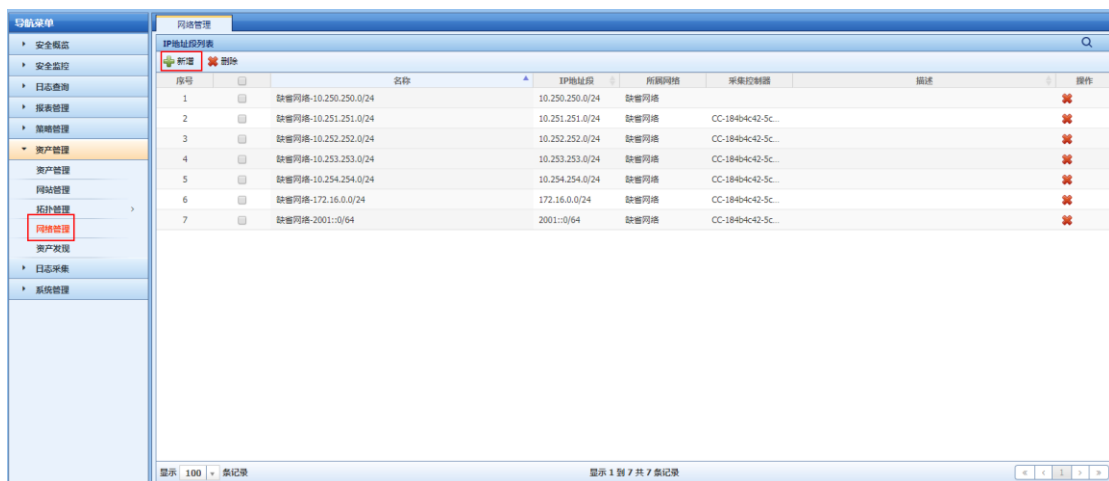 导航菜单
安全概览
安全监控
日志查询
报表管理
策略管理
资产管理
资产管理
网站管理
拓扑管理
网络管理
资产发现
日志采集
系统管理
网络管理
IP地址段列表
新增 删除
序号 名称 IP地址段 所属网络 采集控制器 描述 操作
1 缺省网络-10.250.250.0/24 10.250.250.0/24 缺省网络
2 缺省网络-10.251.251.0/24 10.251.251.0/24 缺省网络 CC-184b4c42-5c...
3 缺省网络-10.252.252.0/24 10.252.252.0/24 缺省网络 CC-184b4c42-5c...
4 缺省网络-10.253.253.0/24 10.253.253.0/24 缺省网络 CC-184b4c42-5c...
5 缺省网络-10.254.254.0/24 10.254.254.0/24 缺省网络 CC-184b4c42-5c...
6 缺省网络-172.16.0.0/24 172.16.0.0/24 缺省网络 CC-184b4c42-5c...
7 缺省网络-2001::0/64 2001::0/64 缺省网络 CC-184b4c42-5c...
显示 100 条记录 显示 1 到 7 共 7 条记录 « ‹ 1 › »